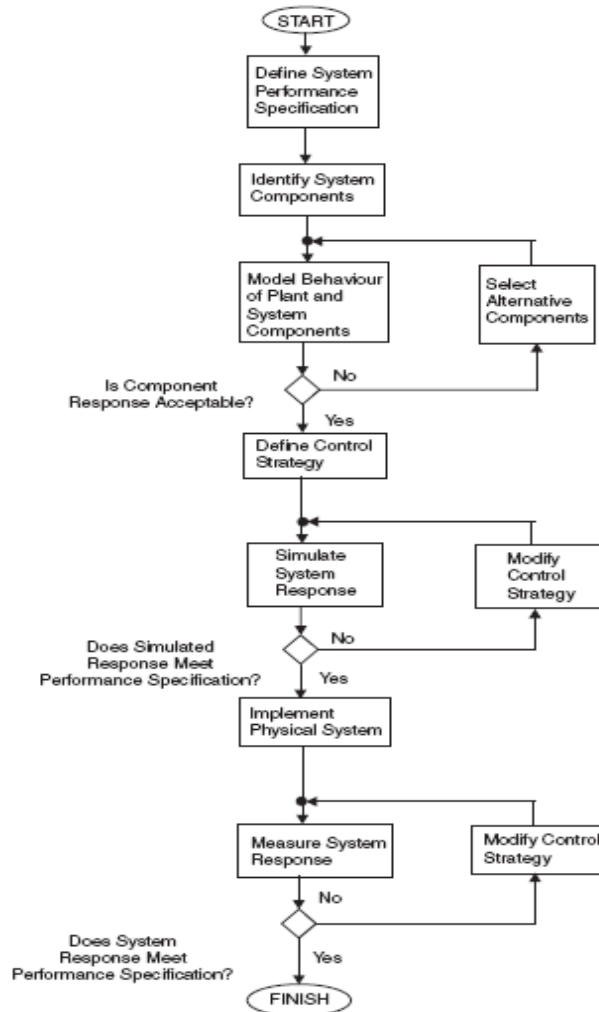 START
Define System
Performance
Specification
Identify System
Components
Model Behaviour
of Plant and
System
Components
Select
Alternative
Components
No
Is Component
Response Acceptable?
Yes
Define Control
Strategy
Simulate
System
Response
Modify
Control
Strategy
No
Does Simulated
Response Meet
Performance Specification?
Yes
Implement
Physical System
Measure System
Response
Modify Control
Strategy
No
Does System
Response Meet
Performance Specification?
Yes
FINISH